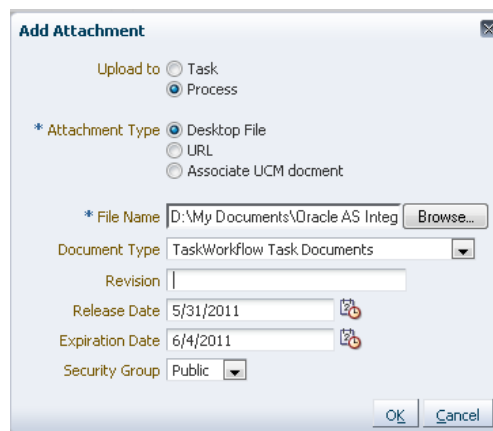 Add Attachment
Upload to Task
Process
* Attachment Type Desktop File
URL
Associate UCM docment
* File Name D:\My Documents\Oracle AS Integ Browse...
Document Type TaskWorkflow Task Documents
Revision
Release Date 5/31/2011
Expiration Date 6/4/2011
Security Group Public
OK Cancel